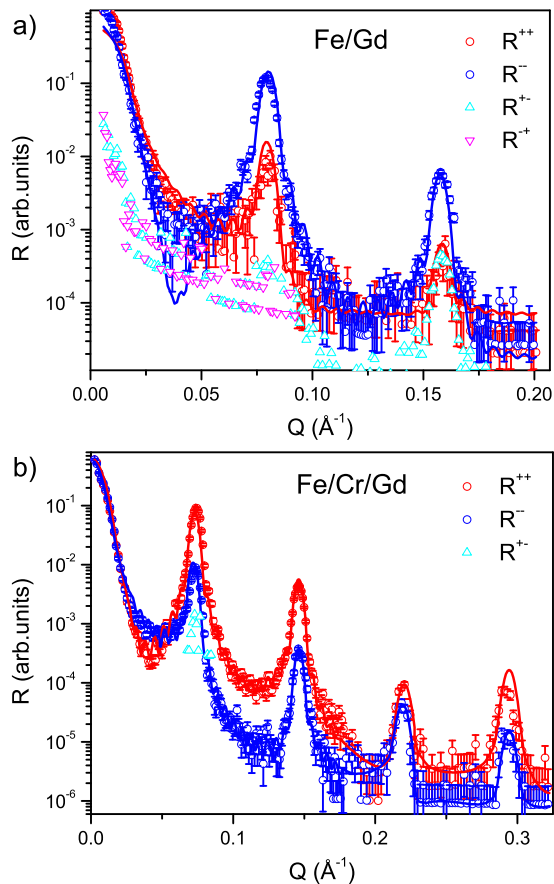 a)
Fe/Gd
R++
R--
R+-
R-+
R (arb.units)
10-1
10-2
10-3
10-4
0.00 0.05 0.10 0.15 0.20
Q (Å-1)
b)
Fe/Cr/Gd
R++
R--
R+-
R (arb.units)
10-1
10-2
10-3
10-4
10-5
10-6
0.0 0.1 0.2 0.3
Q (Å-1)